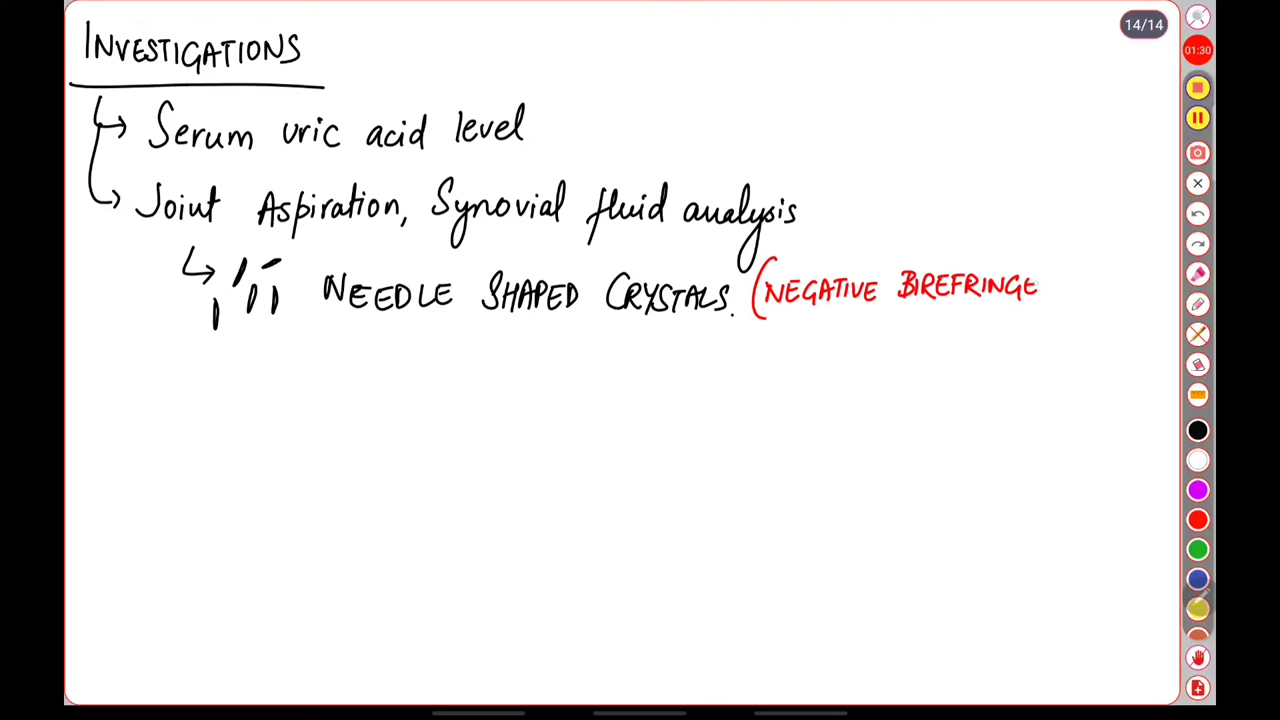 INVESTIGATIONS
14/14
01:30
Serum uric acid level
Joint Aspiration, Synovial fluid analysis
NEEDLE SHAPED CRYSTALS. (NEGATIVE BIREFRINGE